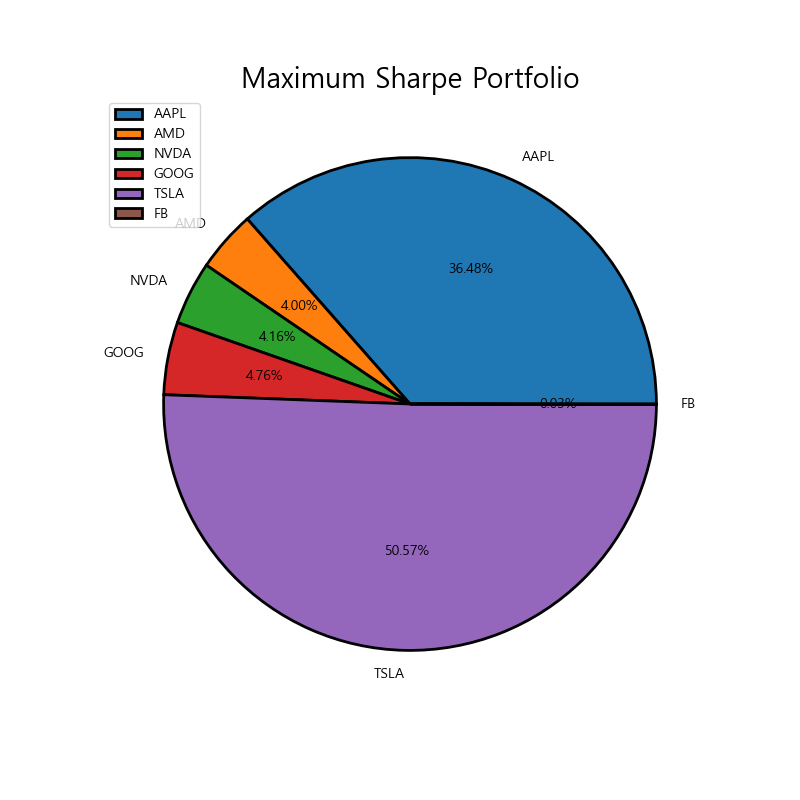 Maximum Sharpe Portfolio
AAPL
AMD
NVDA
GOOG
TSLA
FB
AAPL
36.48%
AMD
4.00%
NVDA
4.16%
GOOG
4.76%
TSLA
50.57%
FB
0.03%